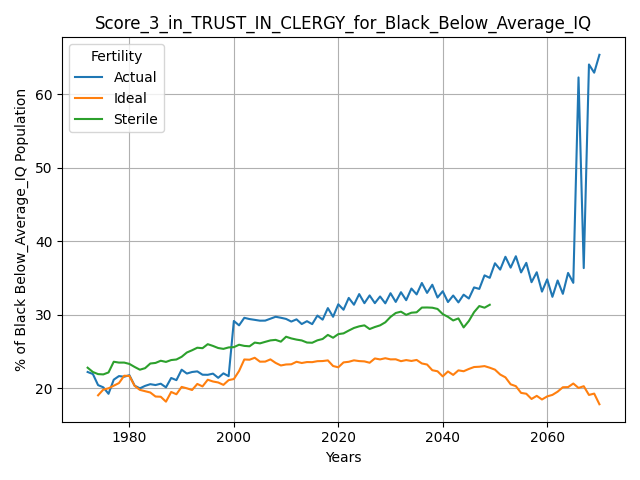 Score_3_in_TRUST_IN_CLERGY_for_Black_Below_Average_IQ
Fertility
Actual
Ideal
Sterile
% of Black Below_Average_IQ Population
60
50
40
30
20
1980
2000
2020
2040
2060
Years